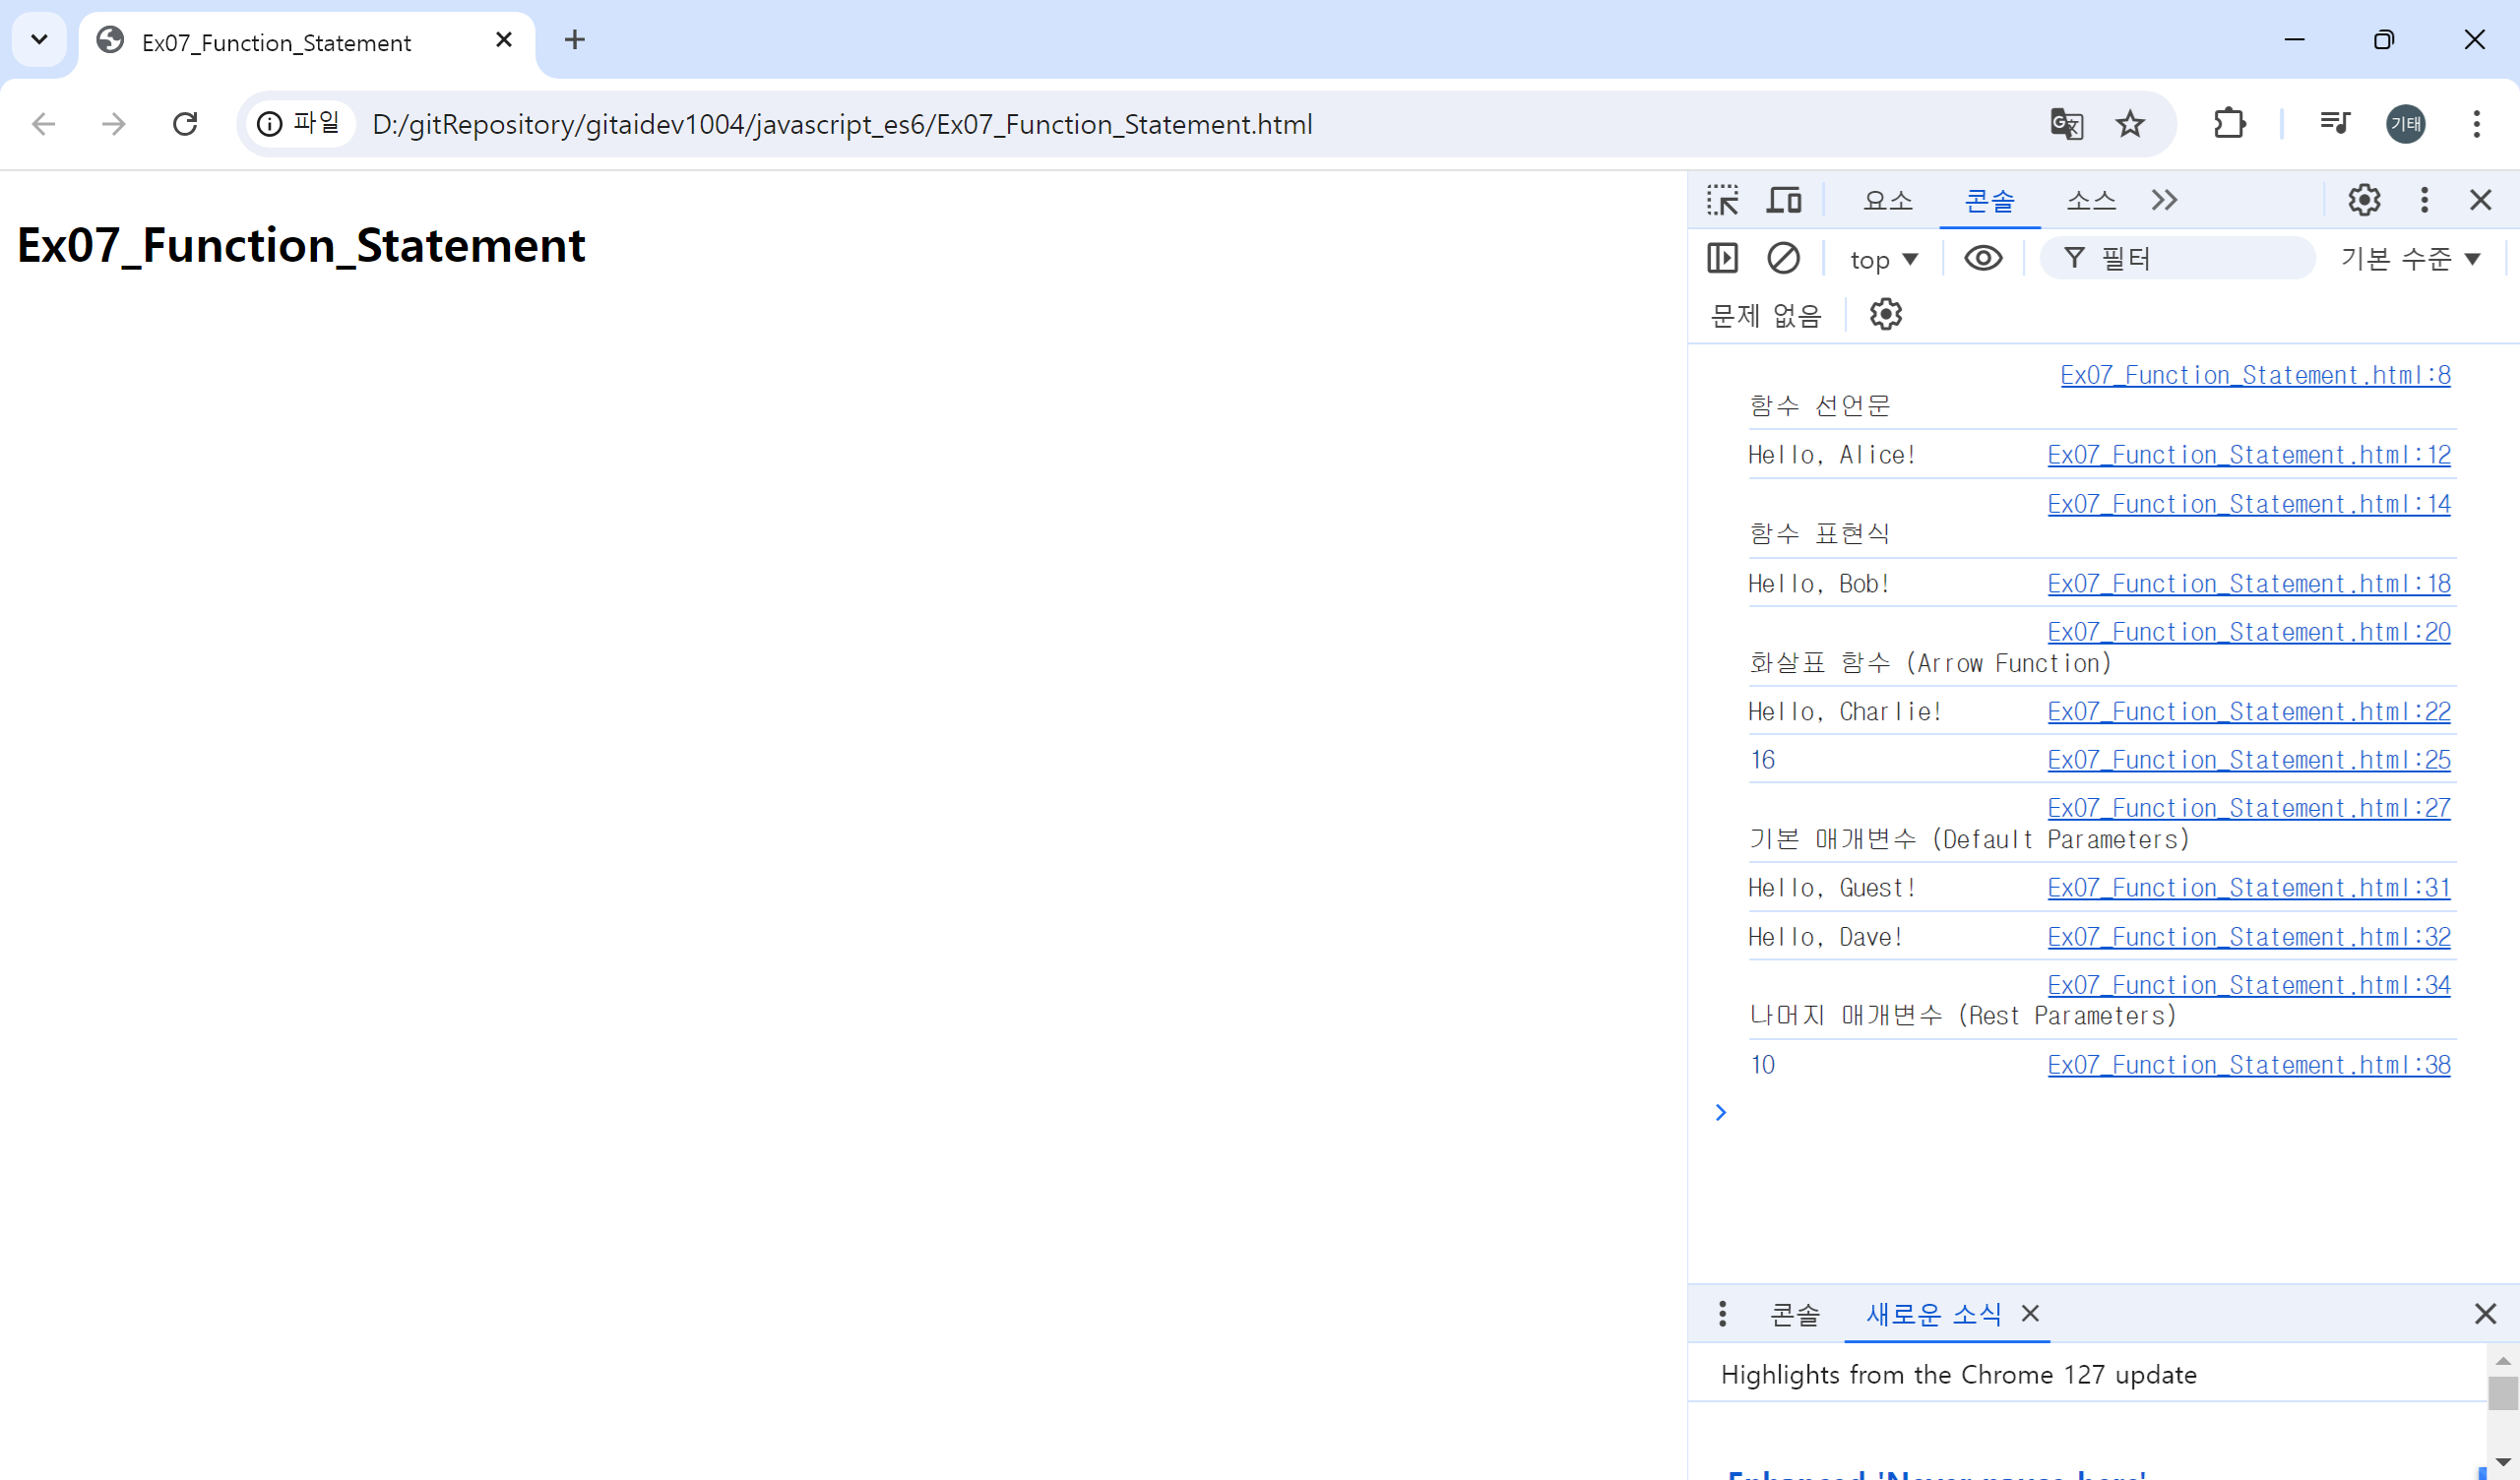 Ex07_Function_Statement
파일 D:/gitRepository/gitaidev1004/javascript_es6/Ex07_Function_Statement.html 기태
Ex07_Function_Statement
요소 콘솔 소스
top 필터 기본 수준
문제 없음
Ex07_Function_Statement.html:8
함수 선언문
Hello, Alice! Ex07_Function_Statement.html:12
Ex07_Function_Statement.html:14
함수 표현식
Hello, Bob! Ex07_Function_Statement.html:18
Ex07_Function_Statement.html:20
화살표 함수 (Arrow Function)
Hello, Charlie! Ex07_Function_Statement.html:22
16 Ex07_Function_Statement.html:25
Ex07_Function_Statement.html:27
기본 매개변수 (Default Parameters)
Hello, Guest! Ex07_Function_Statement.html:31
Hello, Dave! Ex07_Function_Statement.html:32
Ex07_Function_Statement.html:34
나머지 매개변수 (Rest Parameters)
10 Ex07_Function_Statement.html:38
콘솔 새로운 소식
Highlights from the Chrome 127 update
Enhanced 'Never pause here'